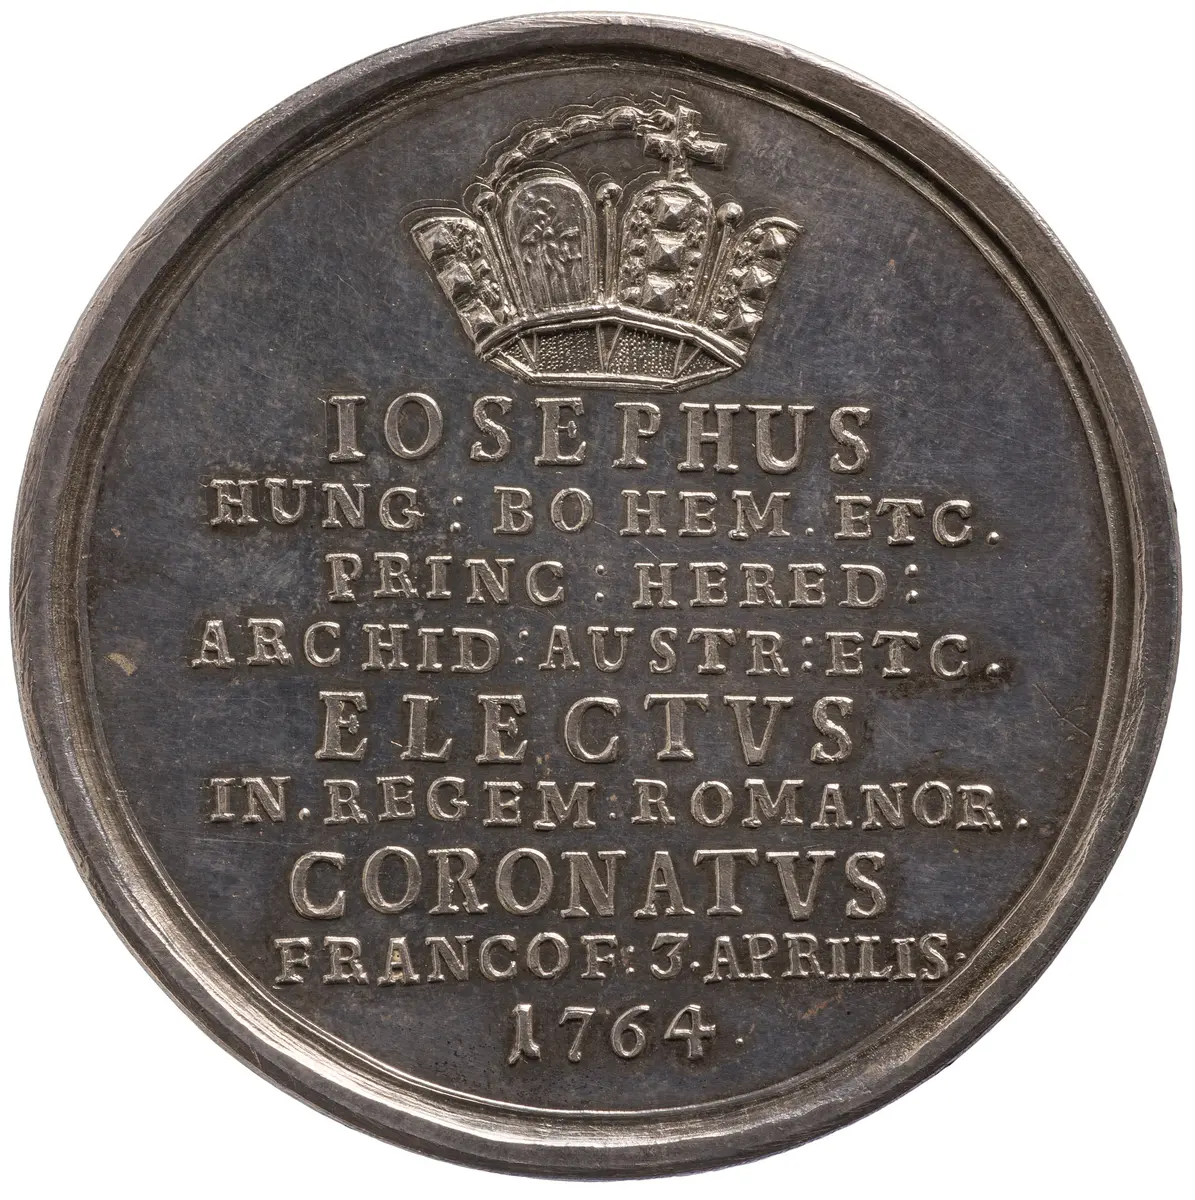 IOSEPHUS
HUNG: BOHEM. ETC.
PRINC: HERED:
ARCHID: AUSTR: ETC.
ELECTVS
IN. REGEM. ROMANOR.
CORONATVS
FRANCOF: 3. APRILIS.
1764.